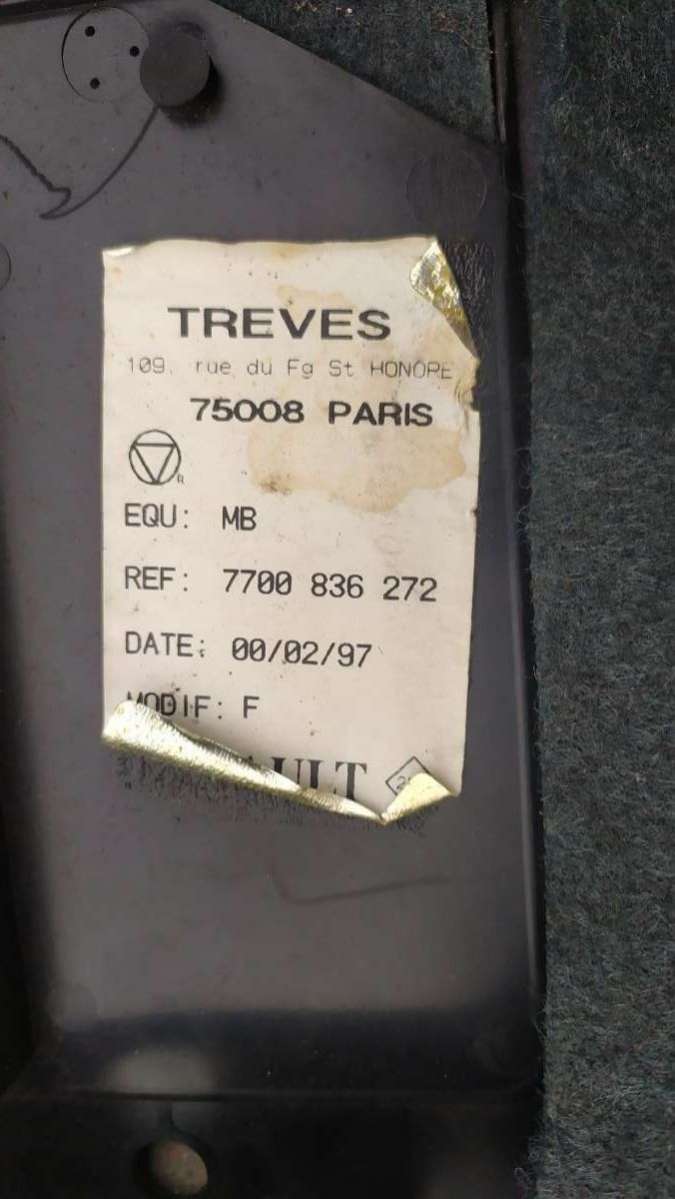 TREVES
109, rue du Fg St HONORE
75008 PARIS
R
EQU: MB
REF: 7700 836 272
DATE: 00/02/97
MODIF: F